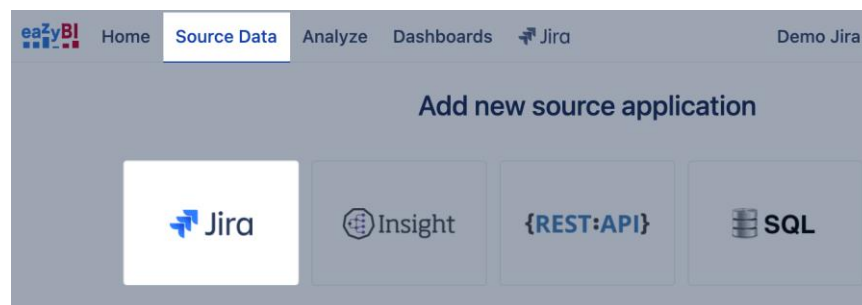 eazyBI Home Source Data Analyze Dashboards Jira Demo Jira
Add new source application
Jira Insight {REST:API} SQL